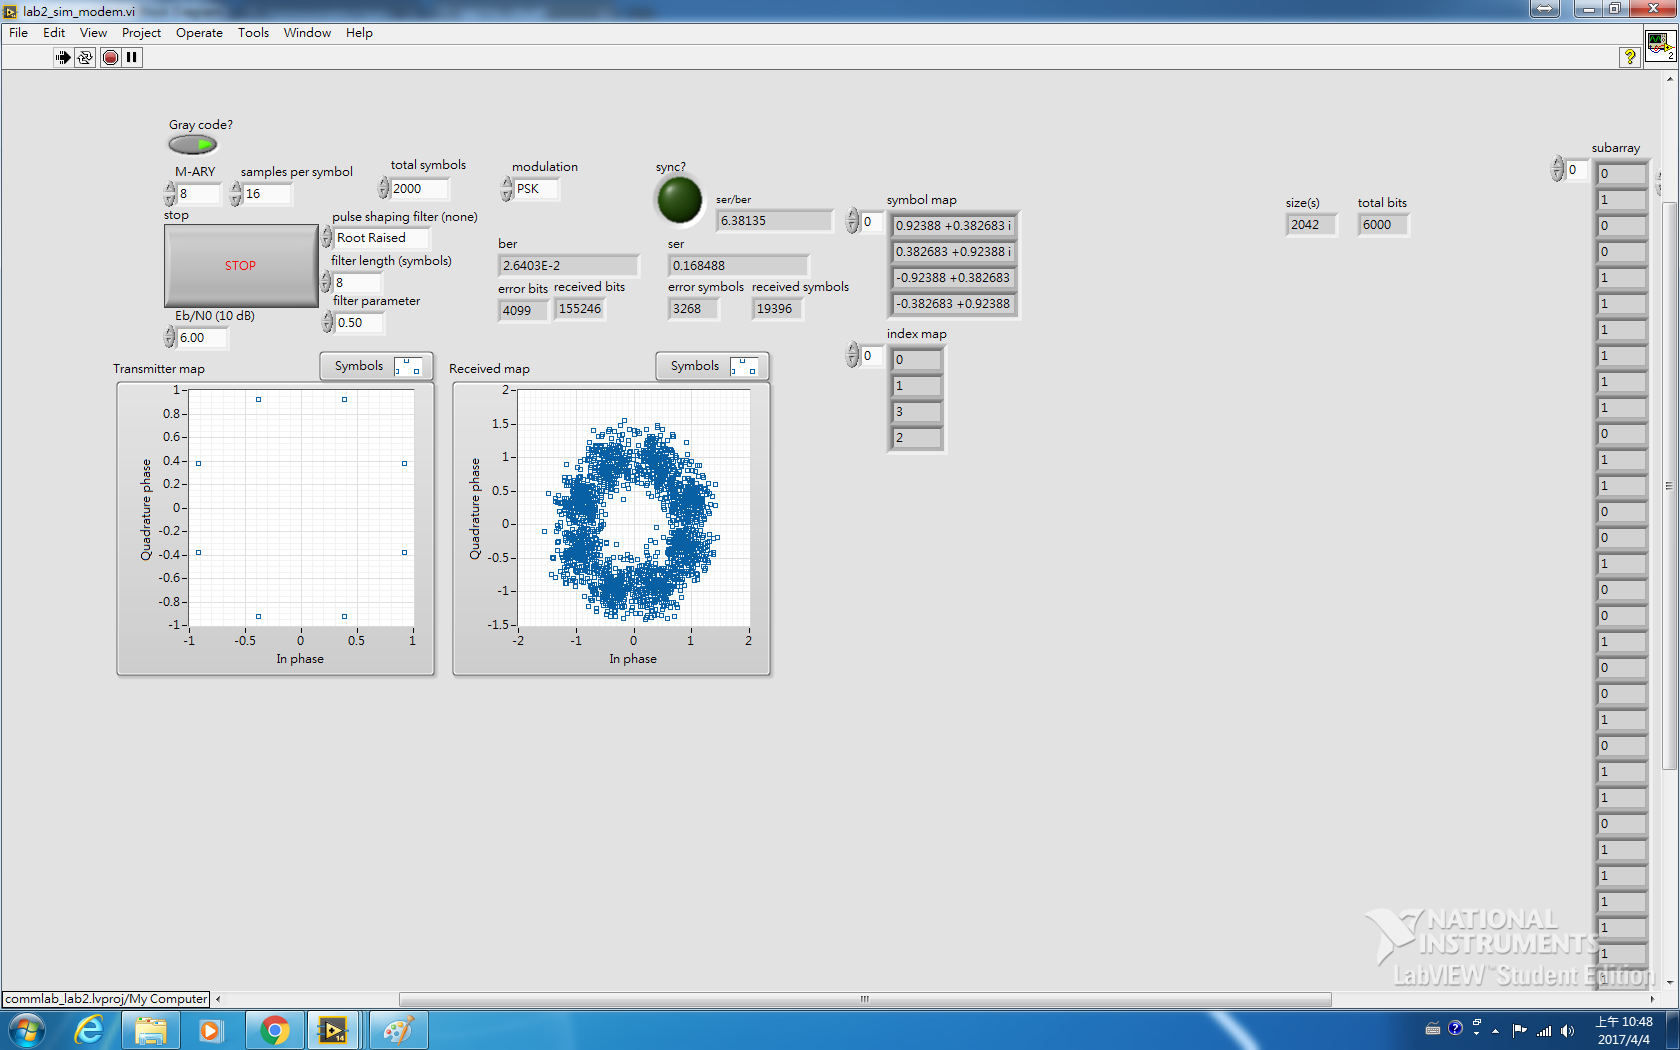 lab2_sim_modem.vi
File Edit View Project Operate Tools Window Help
2
Gray code?
M-ARY
8
samples per symbol
16
total symbols
2000
modulation
PSK
sync?
stop
STOP
pulse shaping filter (none)
Root Raised
filter length (symbols)
8
filter parameter
0.50
Eb/N0 (10 dB)
6.00
ser/ber
6.38135
ber
2.6403E-2
ser
0.168488
error bits
4099
received bits
155246
error symbols
3268
received symbols
19396
symbol map
0
0.92388 +0.382683 i
0.382683 +0.92388 i
-0.92388 +0.382683
-0.382683 +0.92388
index map
0
0
1
3
2
size(s)
2042
total bits
6000
subarray
0
0
1
0
0
1
1
1
1
1
1
0
1
1
0
0
1
0
0
1
0
0
1
0
1
1
0
1
1
1
1
1
Transmitter map
Symbols
1
0.8
0.6
0.4
0.2
0
-0.2
-0.4
-0.6
-0.8
-1
Quadrature phase
-1 -0.5 0 0.5 1
In phase
Received map
Symbols
2
1.5
1
0.5
0
-0.5
-1
-1.5
Quadrature phase
-2 -1 0 1 2
In phase
NATIONAL
INSTRUMENTS
LabVIEW™ Student Edition
commlab_lab2.lvproj/My Computer
14
上午 10:48
2017/4/4